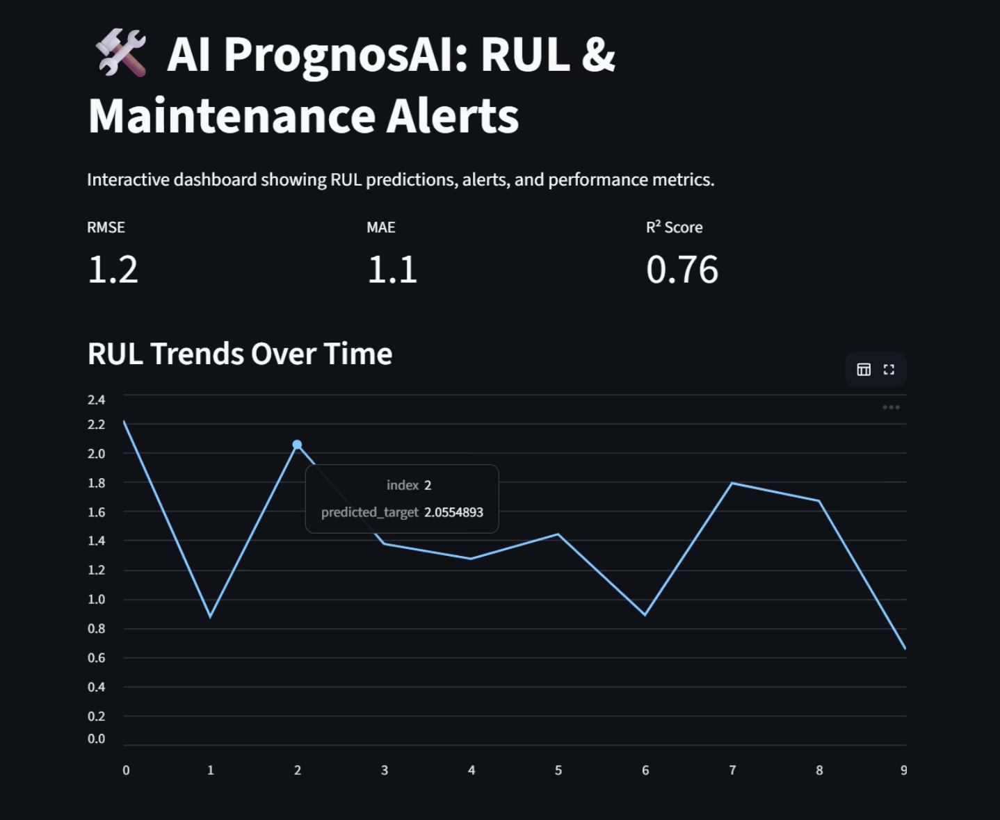 AI PrognosAI: RUL &
Maintenance Alerts
Interactive dashboard showing RUL predictions, alerts, and performance metrics.
RMSE
1.2
MAE
1.1
R² Score
0.76
RUL Trends Over Time
2.4
2.2
2.0
1.8
1.6
1.4
1.2
1.0
0.8
0.6
0.4
0.2
0.0
index 2
predicted_target 2.0554893
0 1 2 3 4 5 6 7 8 9